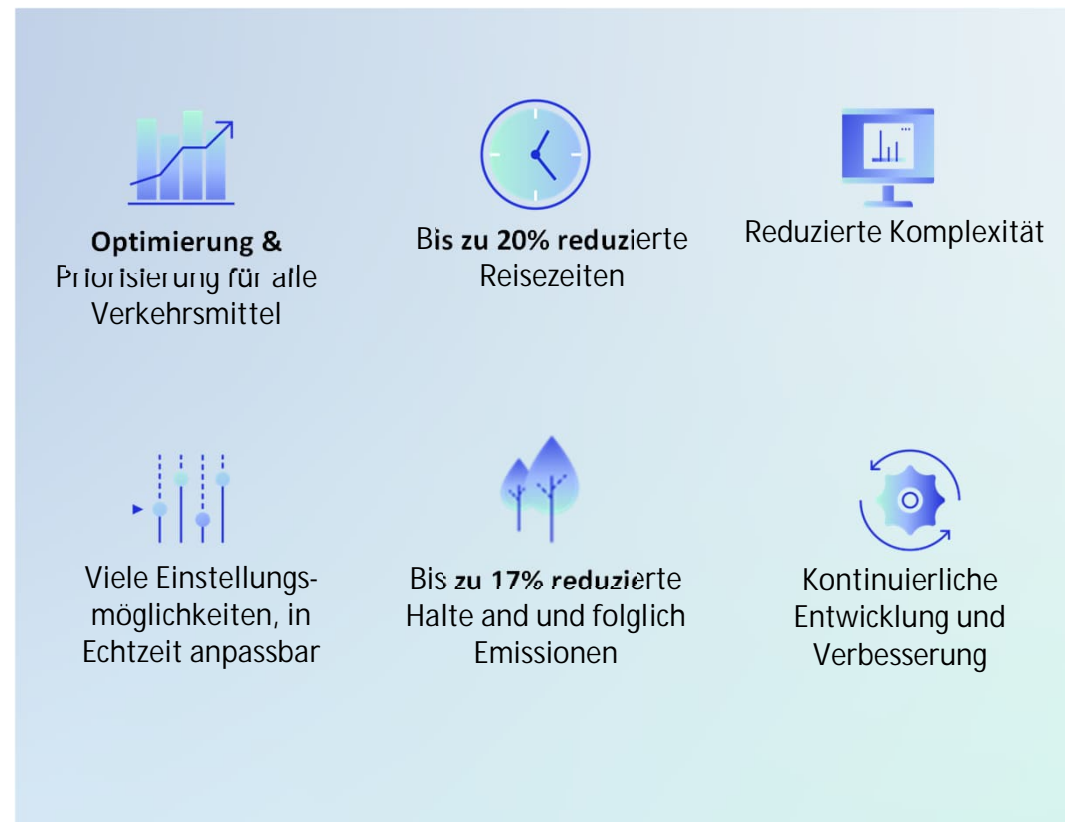 Optimierung &
Priorisierung für alle
Verkehrsmittel
Bis zu 20% reduzierte
Reisezeiten
Reduzierte Komplexität
Viele Einstellungs-
möglichkeiten, in
Echtzeit anpassbar
Bis zu 17% reduzierte
Halte and und folglich
Emissionen
Kontinuierliche
Entwicklung und
Verbesserung